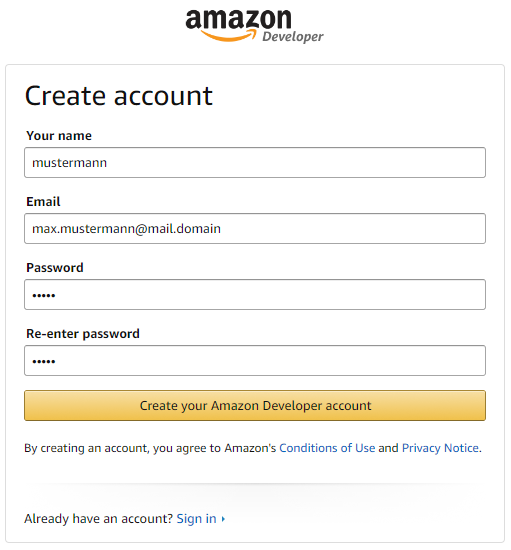 amazon
Developer
Create account
Your name
mustermann
Email
max.mustermann@mail.domain
Password
•••••
Re-enter password
•••••
Create your Amazon Developer account
By creating an account, you agree to Amazon's Conditions of Use and Privacy Notice.
Already have an account? Sign in ›